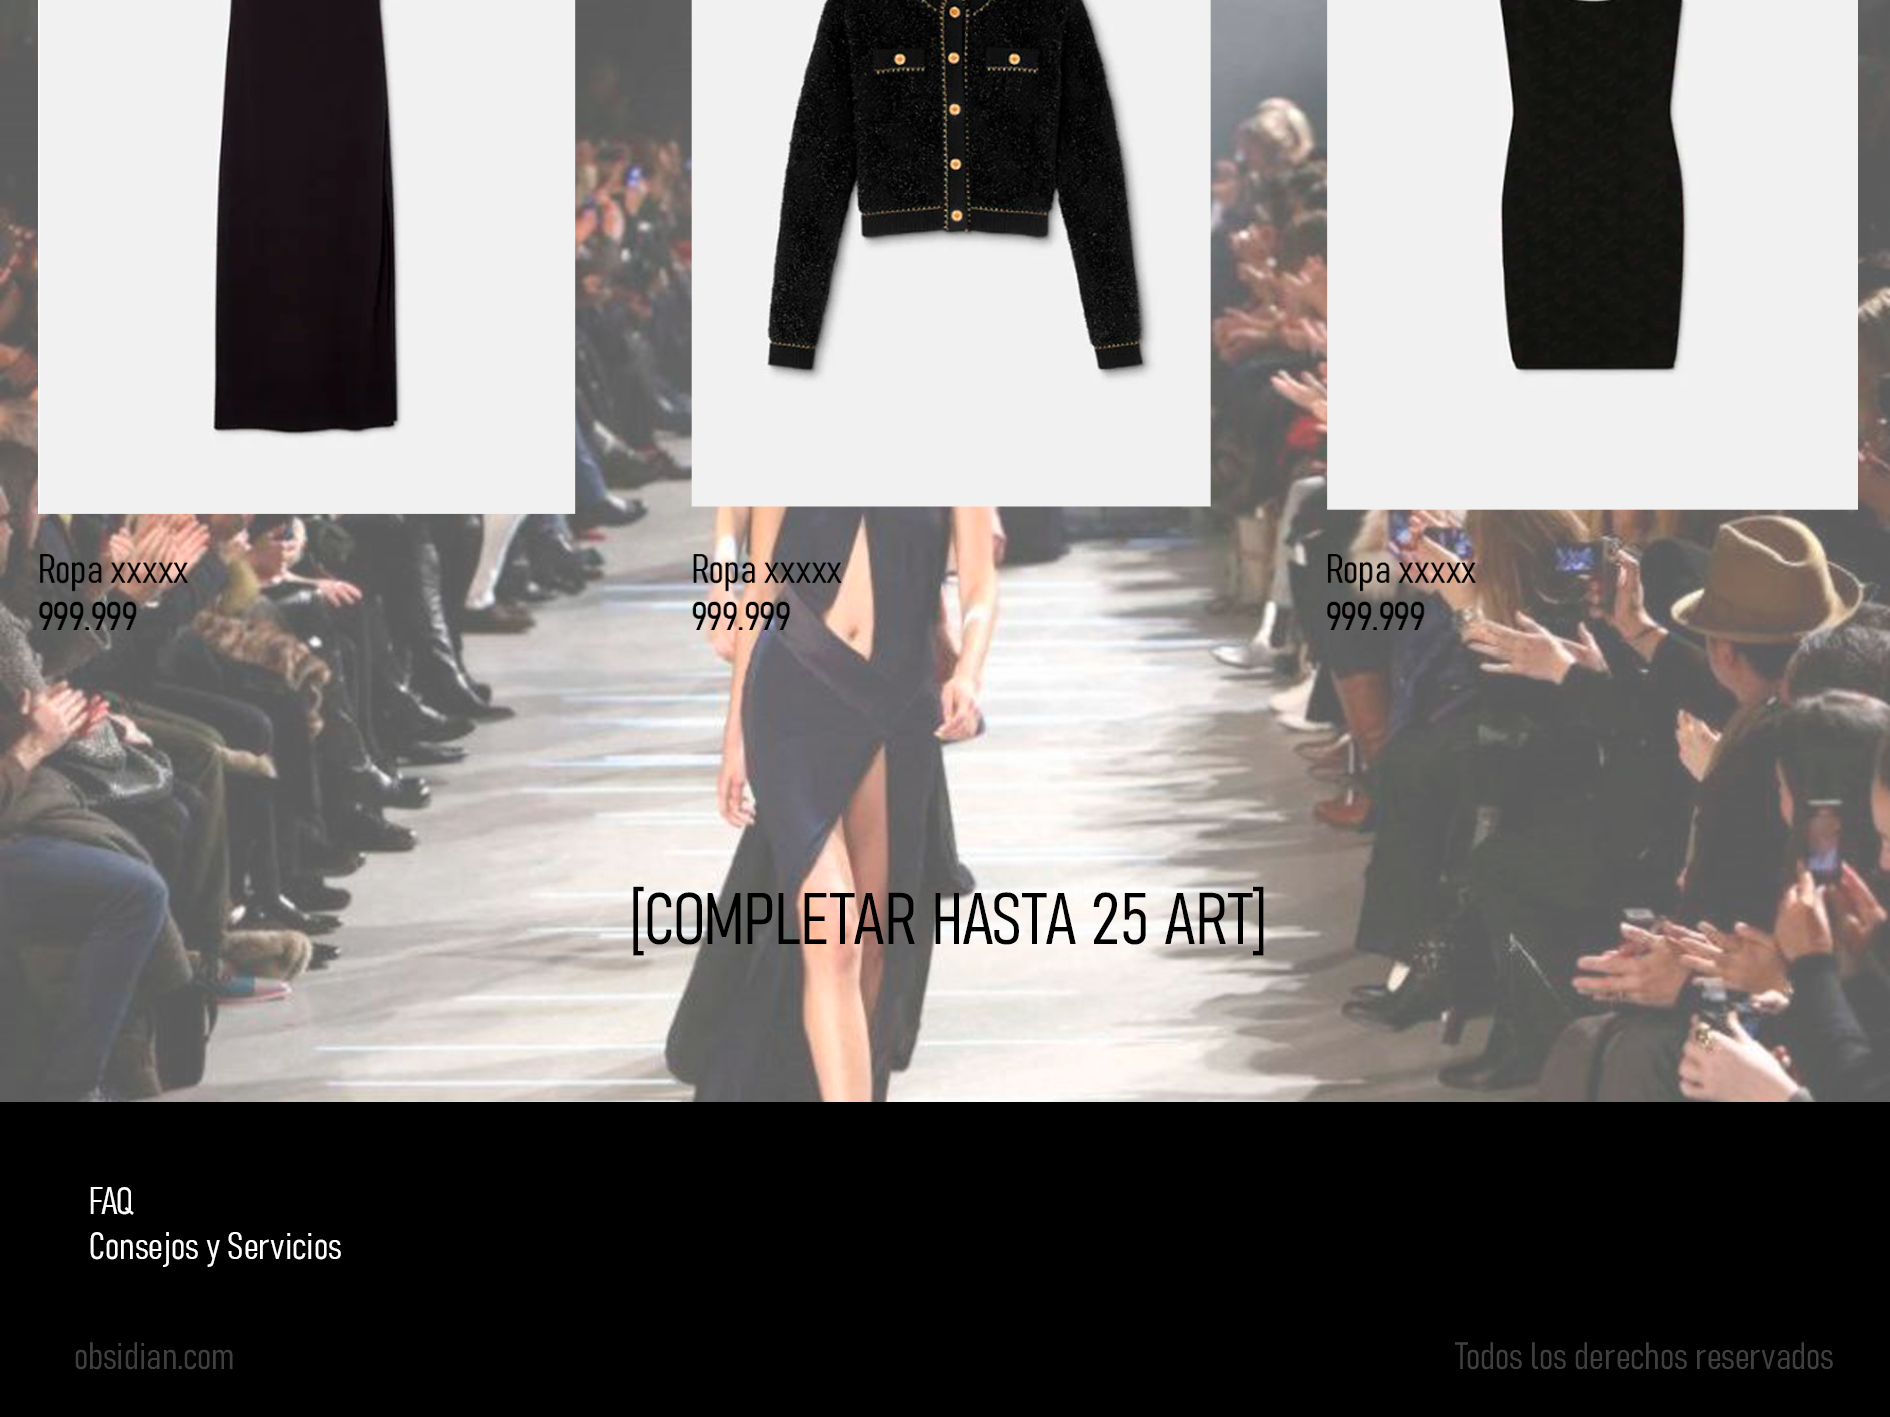 Ropa xxxxx
999.999
Ropa xxxxx
999.999
Ropa xxxxx
999.999
[COMPLETAR HASTA 25 ART]
FAQ
Consejos y Servicios
obsidian.com
Todos los derechos reservados